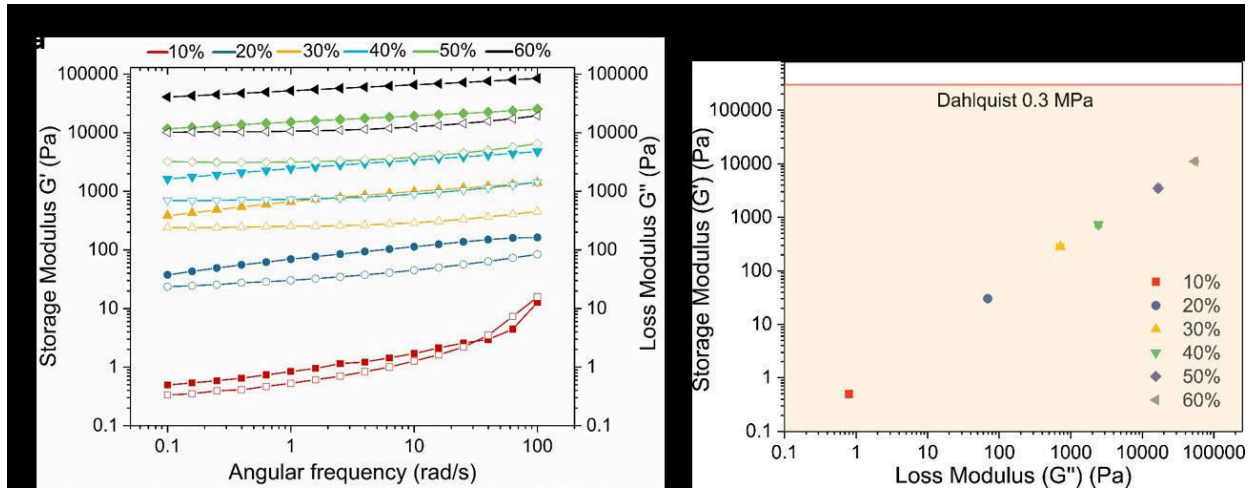 a
10% 20% 30% 40% 50% 60%
100000
10000
1000
100
10
1
0.1
Storage Modulus G' (Pa)
100000
10000
1000
100
10
1
0.1
Loss Modulus G'' (Pa)
0.1 1 10 100
Angular frequency (rad/s)
Dahlquist 0.3 MPa
100000
10000
1000
100
10
1
0.1
Storage Modulus (G') (Pa)
10%
20%
30%
40%
50%
60%
0.1 1 10 100 1000 10000 100000
Loss Modulus (G'') (Pa)